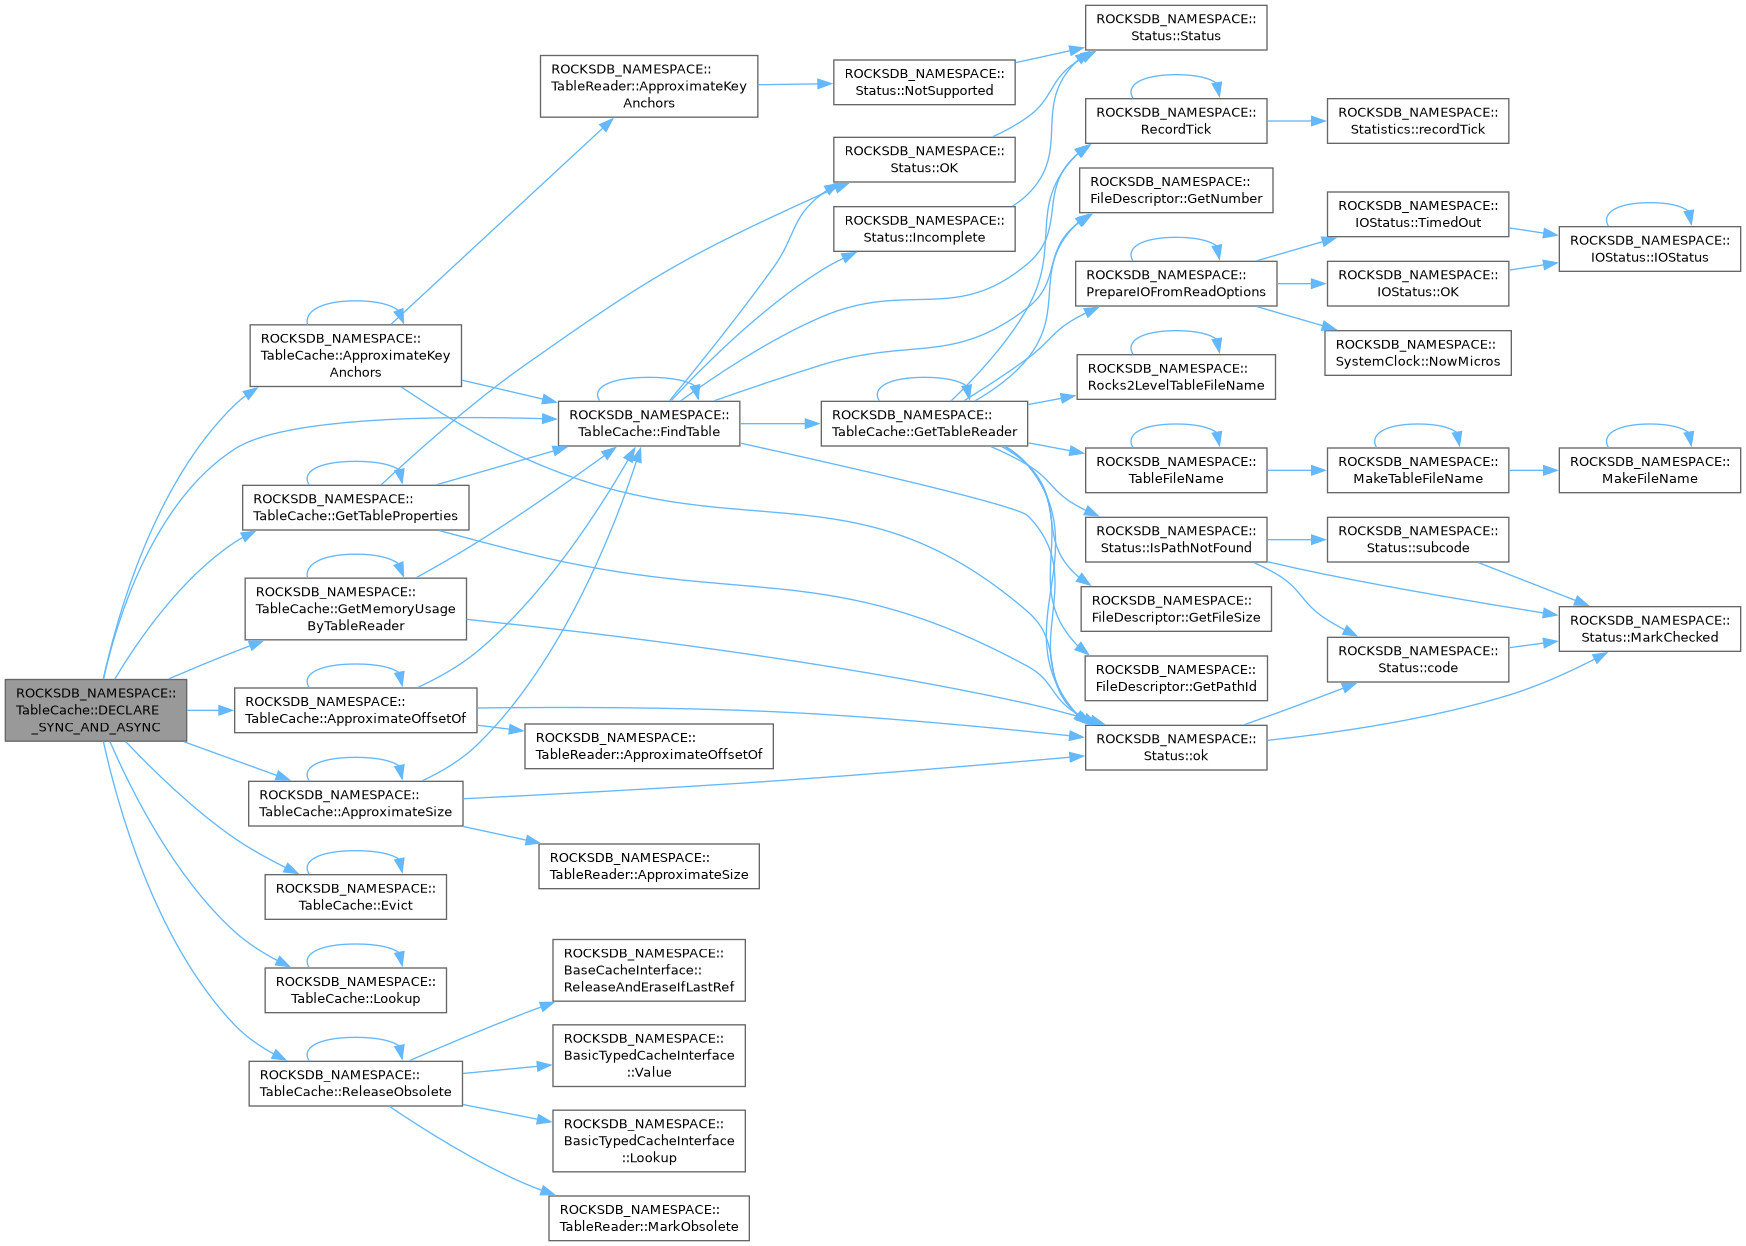 ROCKSDB_NAMESPACE::
TableCache::DECLARE
_SYNC_AND_ASYNC
ROCKSDB_NAMESPACE::
TableCache::ApproximateKey
Anchors
ROCKSDB_NAMESPACE::
TableCache::GetTableProperties
ROCKSDB_NAMESPACE::
TableCache::GetMemoryUsage
ByTableReader
ROCKSDB_NAMESPACE::
TableCache::ApproximateOffsetOf
ROCKSDB_NAMESPACE::
TableCache::ApproximateSize
ROCKSDB_NAMESPACE::
TableCache::Evict
ROCKSDB_NAMESPACE::
TableCache::Lookup
ROCKSDB_NAMESPACE::
TableCache::ReleaseObsolete
ROCKSDB_NAMESPACE::
TableReader::ApproximateKey
Anchors
ROCKSDB_NAMESPACE::
TableCache::FindTable
ROCKSDB_NAMESPACE::
TableReader::ApproximateOffsetOf
ROCKSDB_NAMESPACE::
TableReader::ApproximateSize
ROCKSDB_NAMESPACE::
BaseCacheInterface::
ReleaseAndEraseIfLastRef
ROCKSDB_NAMESPACE::
BasicTypedCacheInterface
::Value
ROCKSDB_NAMESPACE::
BasicTypedCacheInterface
::Lookup
ROCKSDB_NAMESPACE::
TableReader::MarkObsolete
ROCKSDB_NAMESPACE::
Status::NotSupported
ROCKSDB_NAMESPACE::
Status::OK
ROCKSDB_NAMESPACE::
Status::Incomplete
ROCKSDB_NAMESPACE::
TableCache::GetTableReader
ROCKSDB_NAMESPACE::
Status::Status
ROCKSDB_NAMESPACE::
RecordTick
ROCKSDB_NAMESPACE::
FileDescriptor::GetNumber
ROCKSDB_NAMESPACE::
PrepareIOFromReadOptions
ROCKSDB_NAMESPACE::
Rocks2LevelTableFileName
ROCKSDB_NAMESPACE::
TableFileName
ROCKSDB_NAMESPACE::
Status::IsPathNotFound
ROCKSDB_NAMESPACE::
FileDescriptor::GetFileSize
ROCKSDB_NAMESPACE::
FileDescriptor::GetPathId
ROCKSDB_NAMESPACE::
Status::ok
ROCKSDB_NAMESPACE::
Statistics::recordTick
ROCKSDB_NAMESPACE::
IOStatus::TimedOut
ROCKSDB_NAMESPACE::
IOStatus::OK
ROCKSDB_NAMESPACE::
SystemClock::NowMicros
ROCKSDB_NAMESPACE::
MakeTableFileName
ROCKSDB_NAMESPACE::
Status::subcode
ROCKSDB_NAMESPACE::
Status::code
ROCKSDB_NAMESPACE::
IOStatus::IOStatus
ROCKSDB_NAMESPACE::
MakeFileName
ROCKSDB_NAMESPACE::
Status::MarkChecked